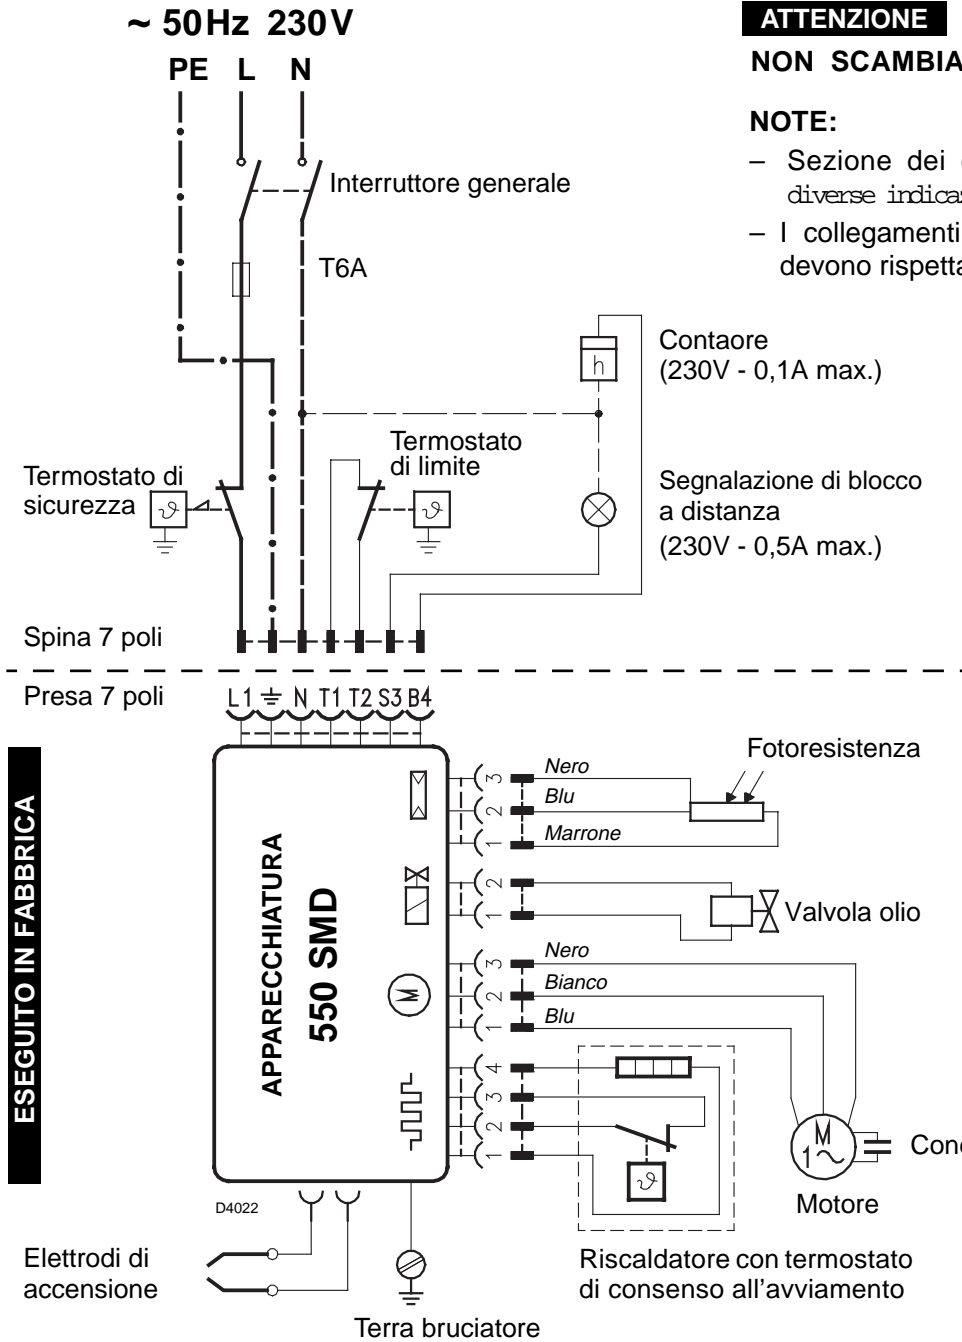 ~ 50Hz 230V
PE L N
Interruttore generale
T6A
ATTENZIONE
NON SCAMBIA
NOTE:
– Sezione dei
diverse indica
– I collegamenti
devono rispetta
Contaore
(230V - 0,1A max.)
h
Termostato
di limite
Termostato di
sicurezza
ϑ
ϑ
Segnalazione di blocco
a distanza
(230V - 0,5A max.)
Spina 7 poli
Presa 7 poli
L1 N T1 T2 S3 B4
ESEGUITO IN FABBRICA
APPARECCHIATURA
550 SMD
M
3 Nero
2 Blu
1 Marrone
Fotoresistenza
2
1
Valvola olio
3 Nero
2 Bianco
1 Blu
4
3
2
1
ϑ
M
1~
Motore
D4022
Elettrodi di
accensione
Riscaldatore con termostato
di consenso all'avviamento
Terra bruciatore